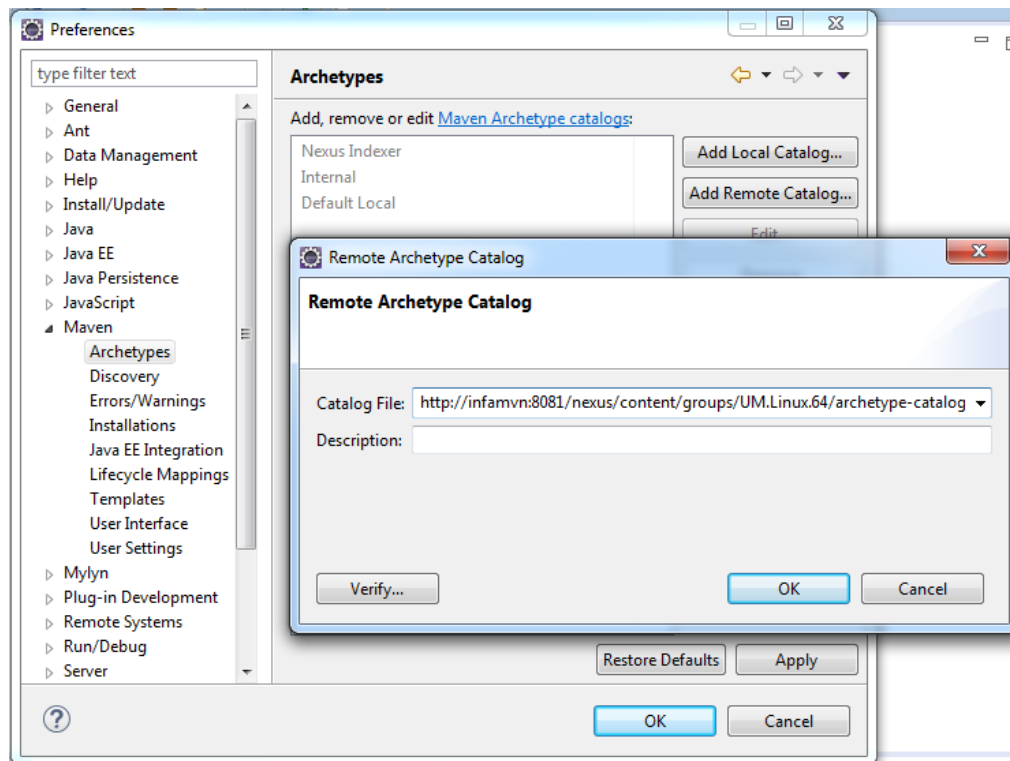 Preferences
type filter text
General
Ant
Data Management
Help
Install/Update
Java
Java EE
Java Persistence
JavaScript
Maven
Archetypes
Discovery
Errors/Warnings
Installations
Java EE Integration
Lifecycle Mappings
Templates
User Interface
User Settings
Mylyn
Plug-in Development
Remote Systems
Run/Debug
Server
Archetypes
Add, remove or edit Maven Archetype catalogs:
Nexus Indexer
Internal
Default Local
Add Local Catalog...
Add Remote Catalog...
Edit
Remote Archetype Catalog
Remote Archetype Catalog
Catalog File: http://infamvn:8081/nexus/content/groups/UM.Linux.64/archetype-catalog
Description:
Verify...
OK
Cancel
Restore Defaults
Apply
?
OK
Cancel